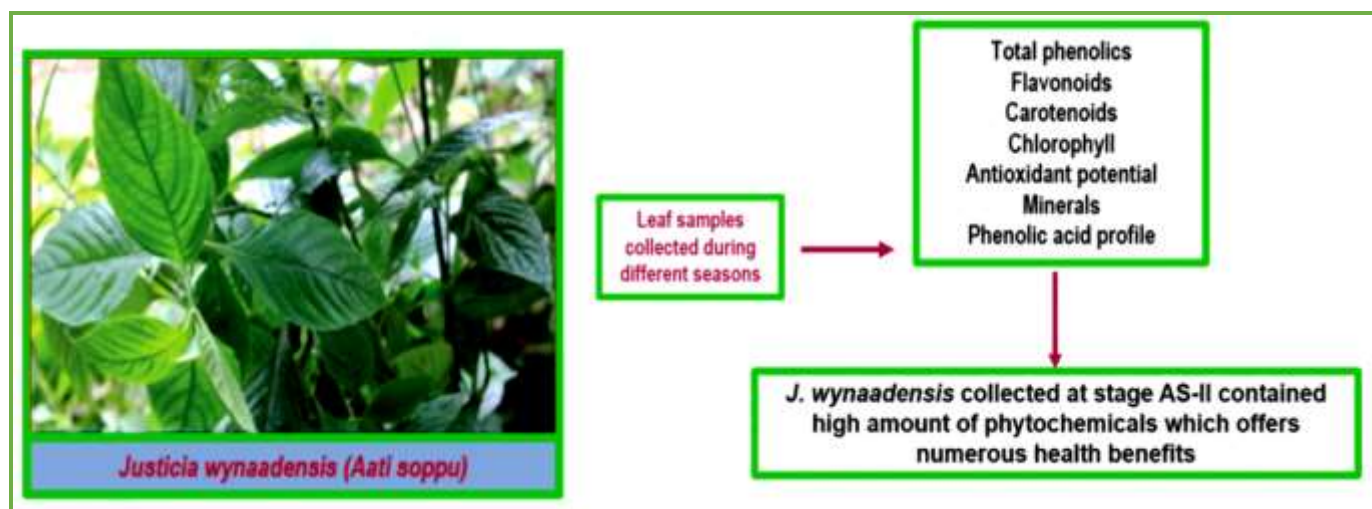 Justicia wynaadensis (Aati soppu)
Leaf samples
collected during
different seasons
Total phenolics
Flavonoids
Carotenoids
Chlorophyll
Antioxidant potential
Minerals
Phenolic acid profile
J. wynaadensis collected at stage AS-II contained
high amount of phytochemicals which offers
numerous health benefits